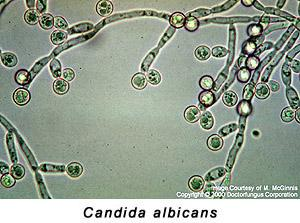 Image Courtesy of M. McGinnis
Copyright © 2000 Doctorfungus Corporation
Candida albicans